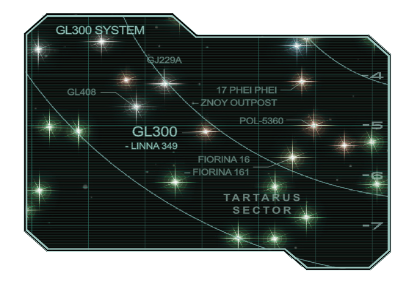 GL300 SYSTEM
GJ229A
-4
17 PHEI PHEI
GL408
← ZNOY OUTPOST
POL-5360
-5
GL300
- LINNA 349
FIORINA 16
- FIORINA 161
-6
TARTARUS
SECTOR
-7